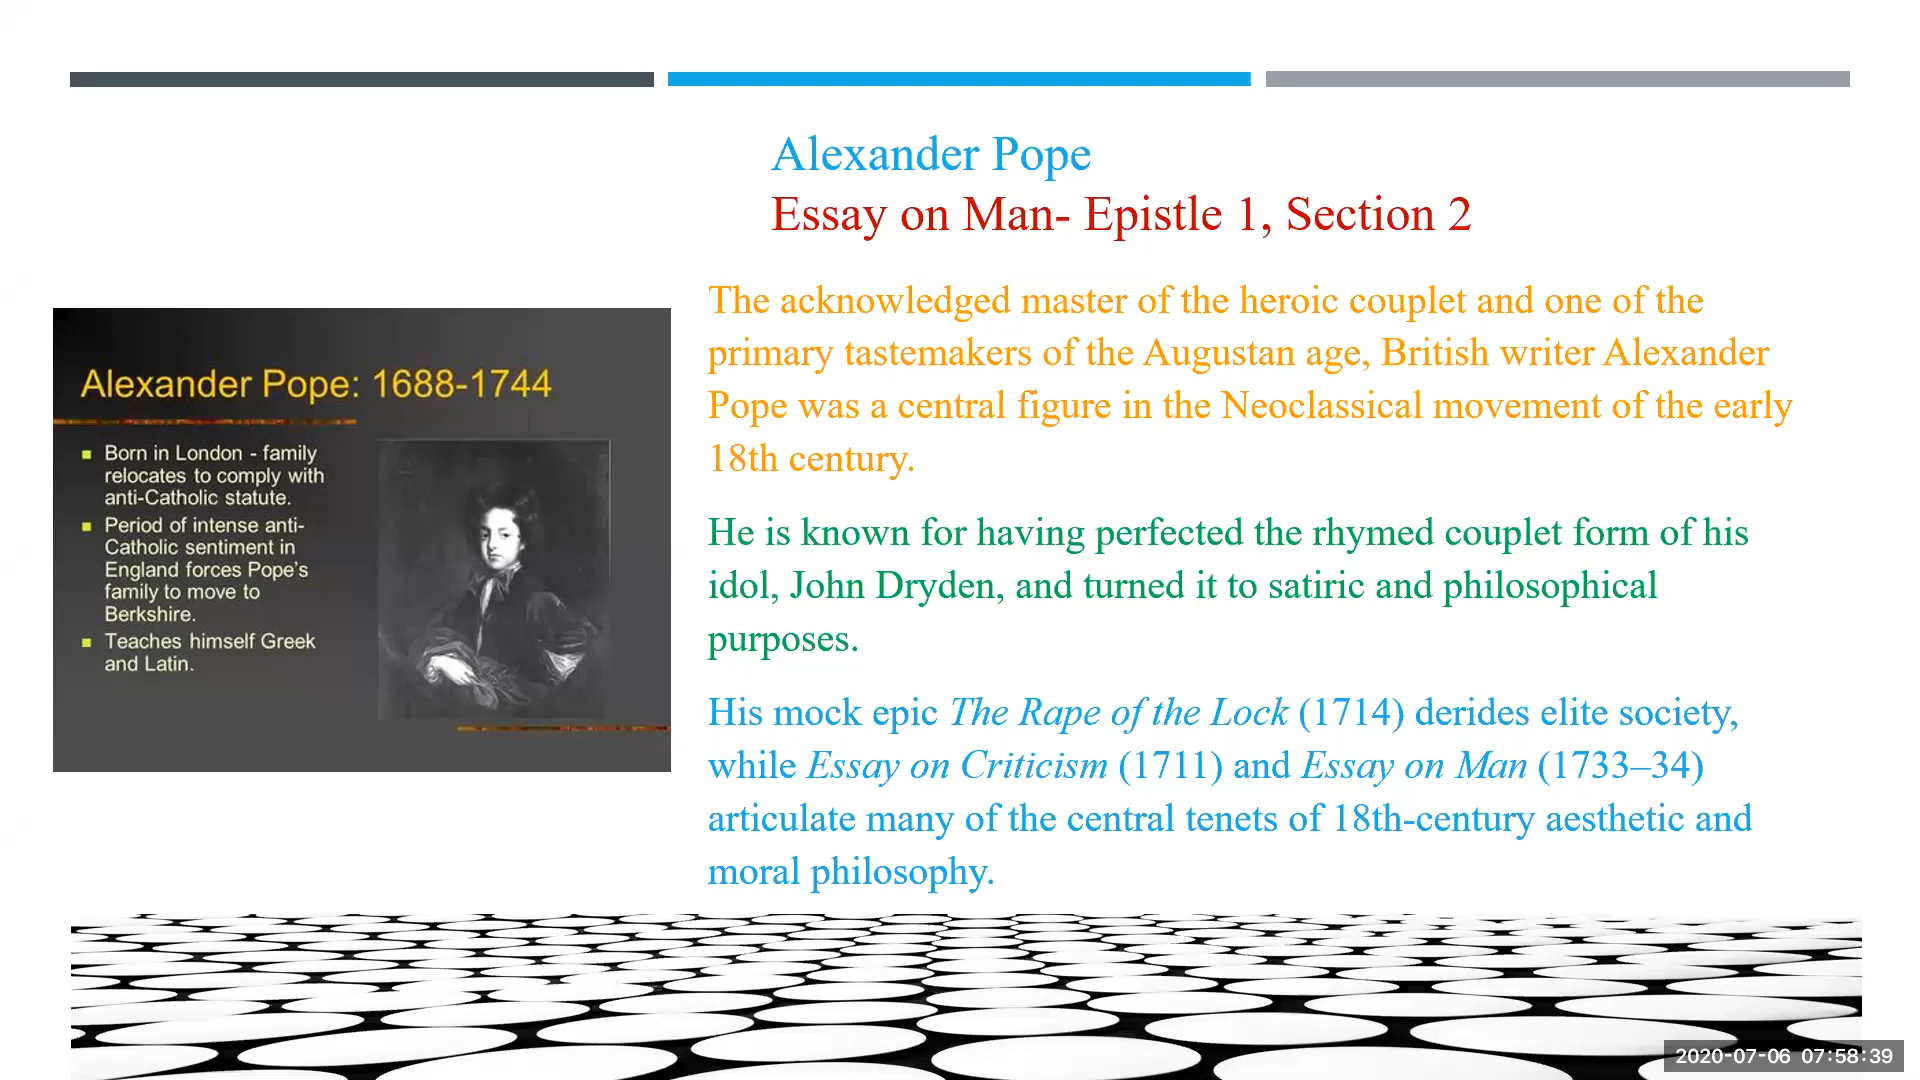 Alexander Pope
Essay on Man- Epistle 1, Section 2
Alexander Pope: 1688-1744
Born in London - family
relocates to comply with
anti-Catholic statute.
Period of intense anti-
Catholic sentiment in
England forces Pope's
family to move to
Berkshire.
Teaches himself Greek
and Latin.
The acknowledged master of the heroic couplet and one of the
primary tastemakers of the Augustan age, British writer Alexander
Pope was a central figure in the Neoclassical movement of the early
18th century.
He is known for having perfected the rhymed couplet form of his
idol, John Dryden, and turned it to satiric and philosophical
purposes.
His mock epic The Rape of the Lock (1714) derides elite society,
while Essay on Criticism (1711) and Essay on Man (1733–34)
articulate many of the central tenets of 18th-century aesthetic and
moral philosophy.
2020-07-06 07:58:39